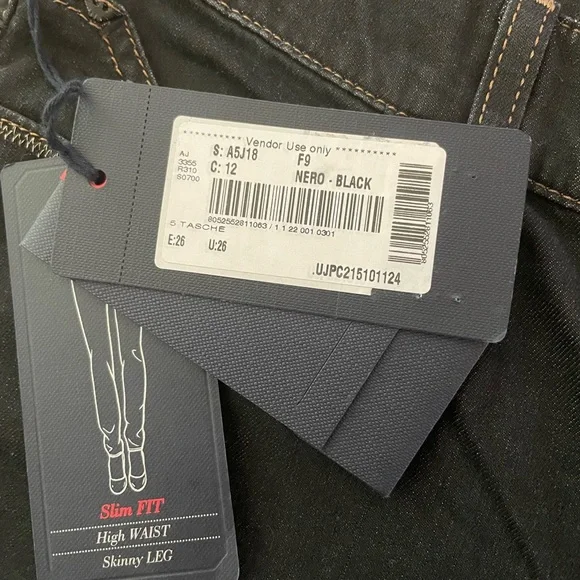 Vendor Use only
AJ S: A5J18 F9
3355
R310 C: 12 NERO - BLACK
S0700
8052552811063 / 1 1 22 001 0301
5 TASCHE
E:26 U:26
.UJPC215101124
8052552811063
Slim FIT
High WAIST
Skinny LEG